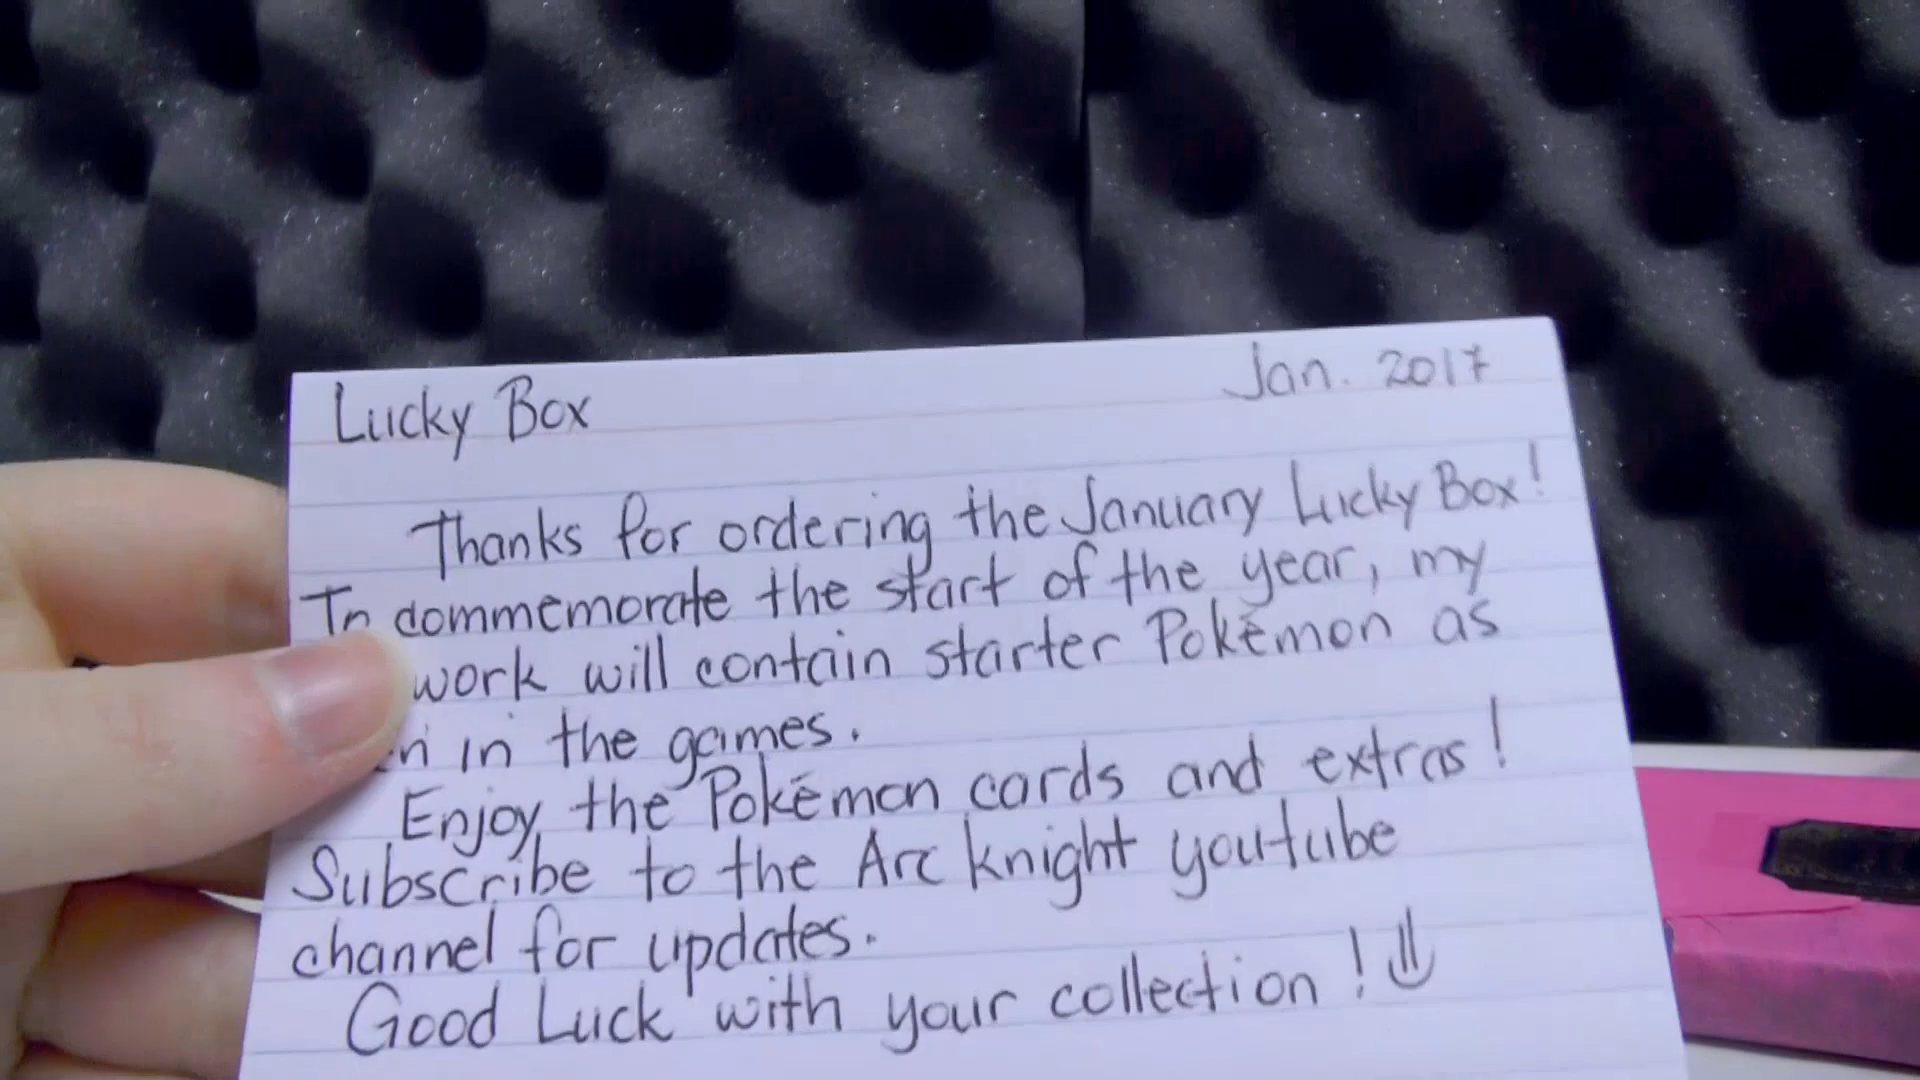 Lucky Box Jan. 2017
Thanks for ordering the January Lucky Box!
To commemorate the start of the year, my
work will contain starter Pokémon as
n in the games.
Enjoy the Pokémon cards and extras!
Subscribe to the Arc Knight youtube
channel for updates.
Good Luck with your collection!